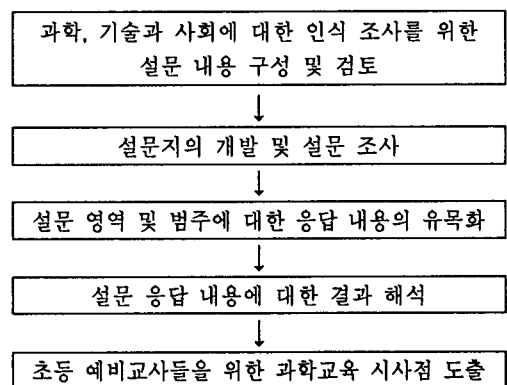 과학, 기술과 사회에 대한 인식 조사를 위한
설문 내용 구성 및 검토
설문지의 개발 및 설문 조사
설문 영역 및 범주에 대한 응답 내용의 유목화
설문 응답 내용에 대한 결과 해석
초등 예비교사들을 위한 과학교육 시사점 도출